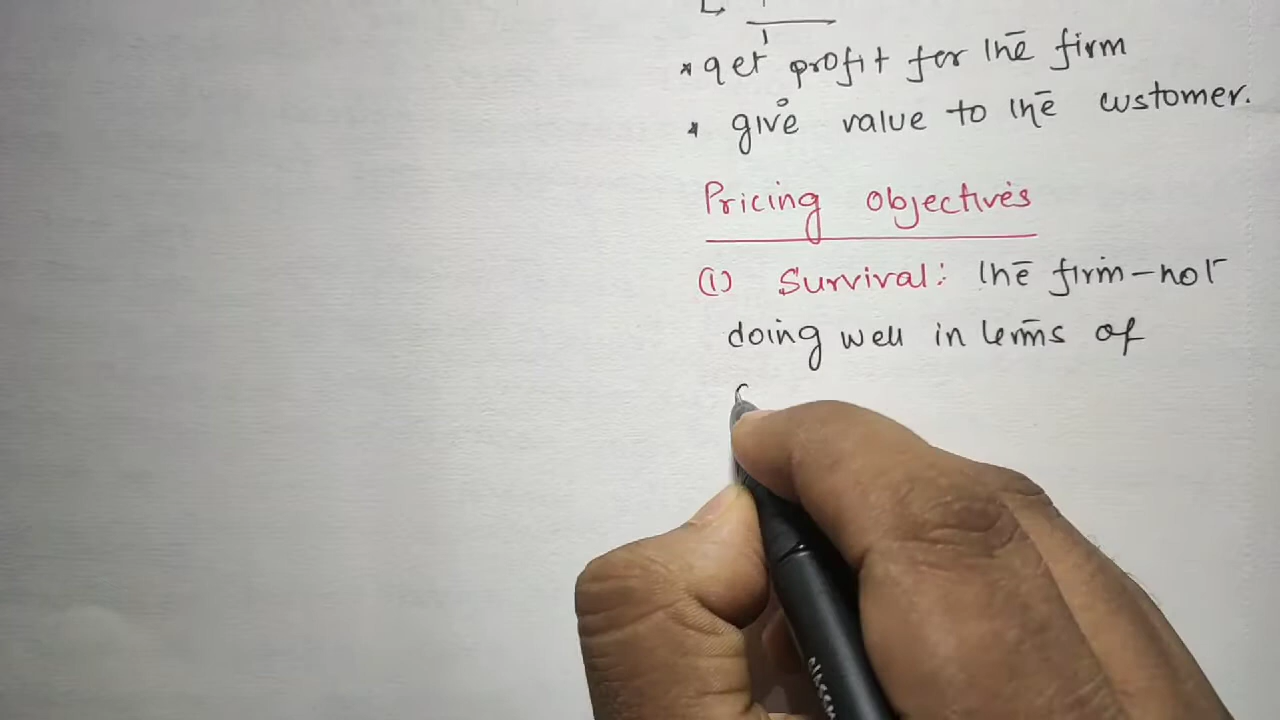 * get profit for the firm
* give value to the customer.
Pricing Objectives
(1) Survival: the firm - not
doing well in terms of